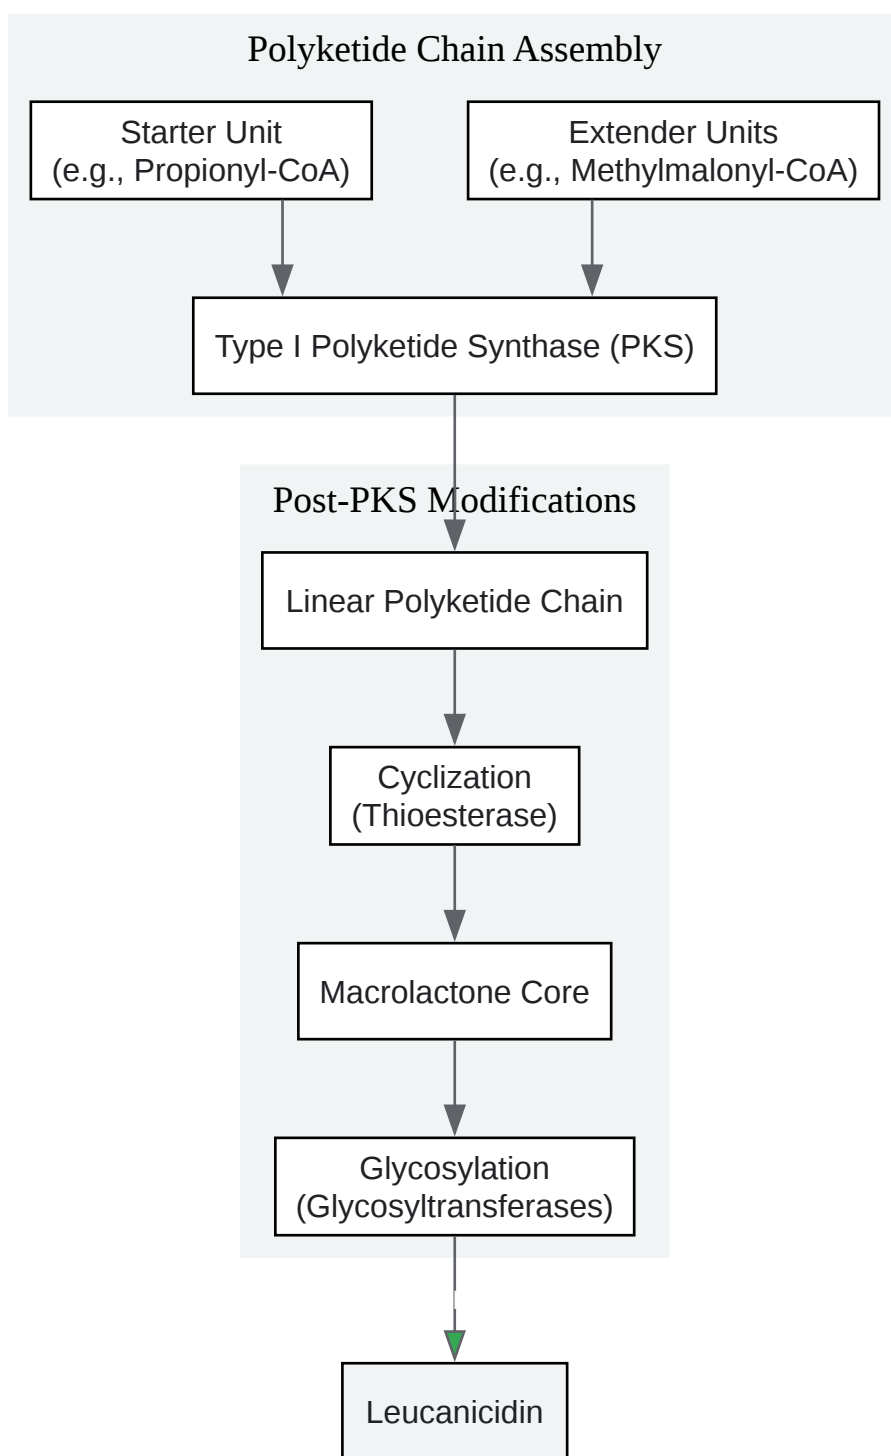 Polyketide Chain Assembly
Starter Unit
(e.g., Propionyl-CoA)
Extender Units
(e.g., Methylmalonyl-CoA)
Type I Polyketide Synthase (PKS)
Post-PKS Modifications
Linear Polyketide Chain
Cyclization
(Thioesterase)
Macrolactone Core
Glycosylation
(Glycosyltransferases)
Leucanicidin